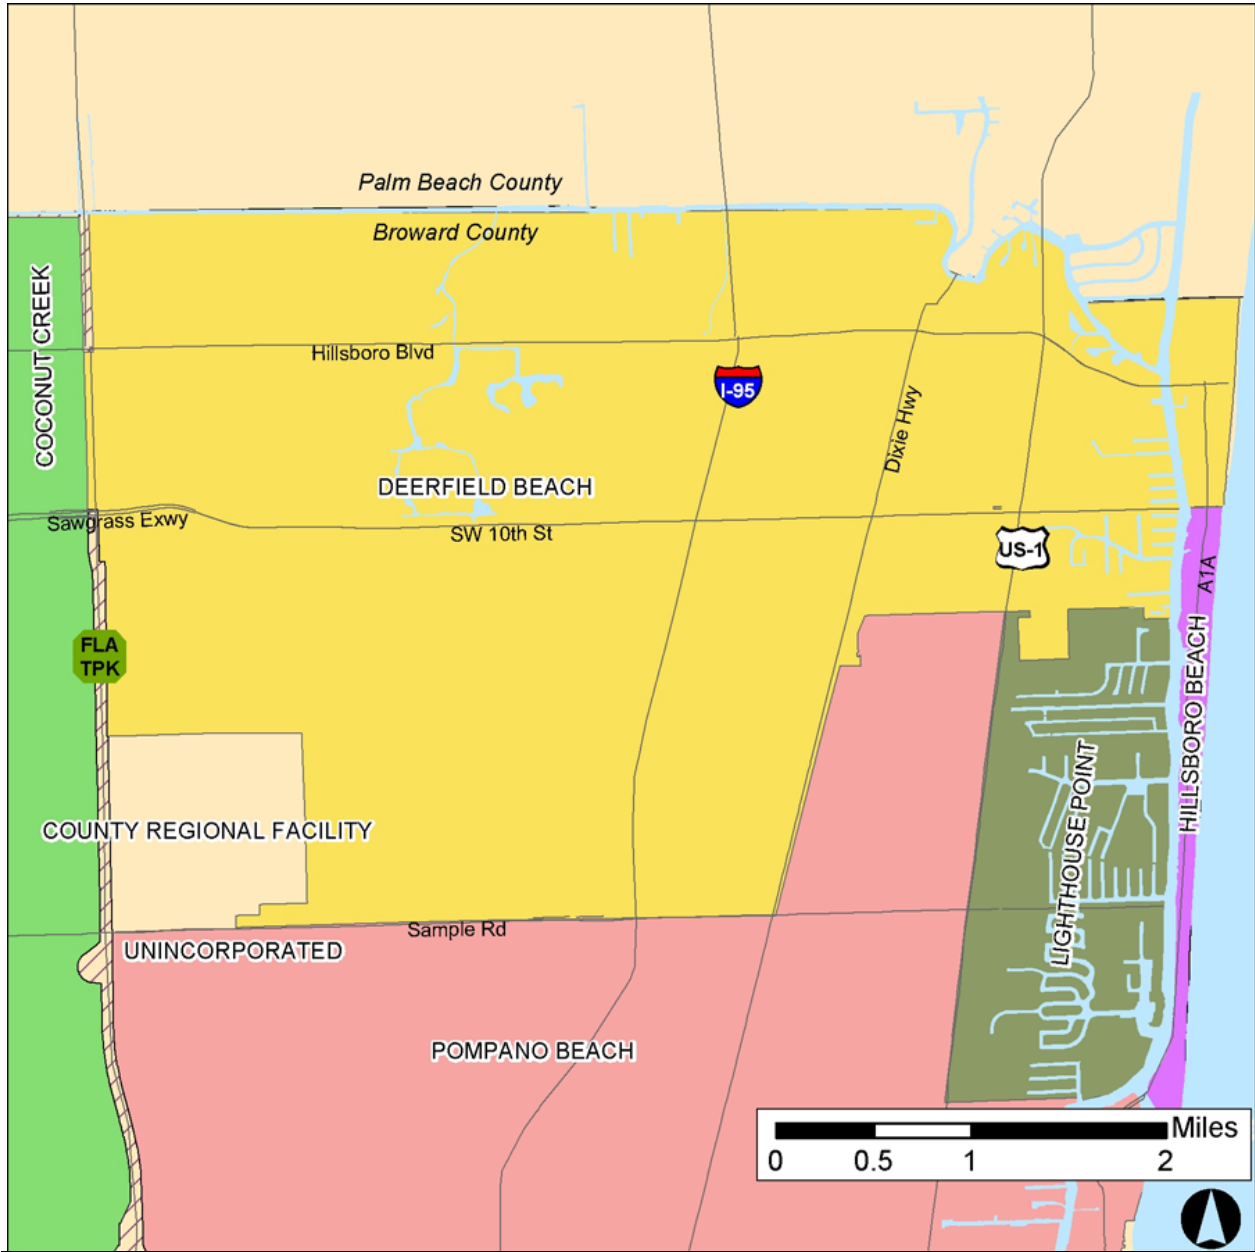 Palm Beach County
Broward County
COCONUT CREEK
Hillsboro Blvd
I-95
Dixie Hwy
DEERFIELD BEACH
Sawgrass Exwy
SW 10th St
US-1
A1A
FLA
TPK
HILLSBORO BEACH
LIGHTHOUSE POINT
COUNTY REGIONAL FACILITY
Sample Rd
UNINCORPORATED
POMPANO BEACH
Miles
0 0.5 1 2